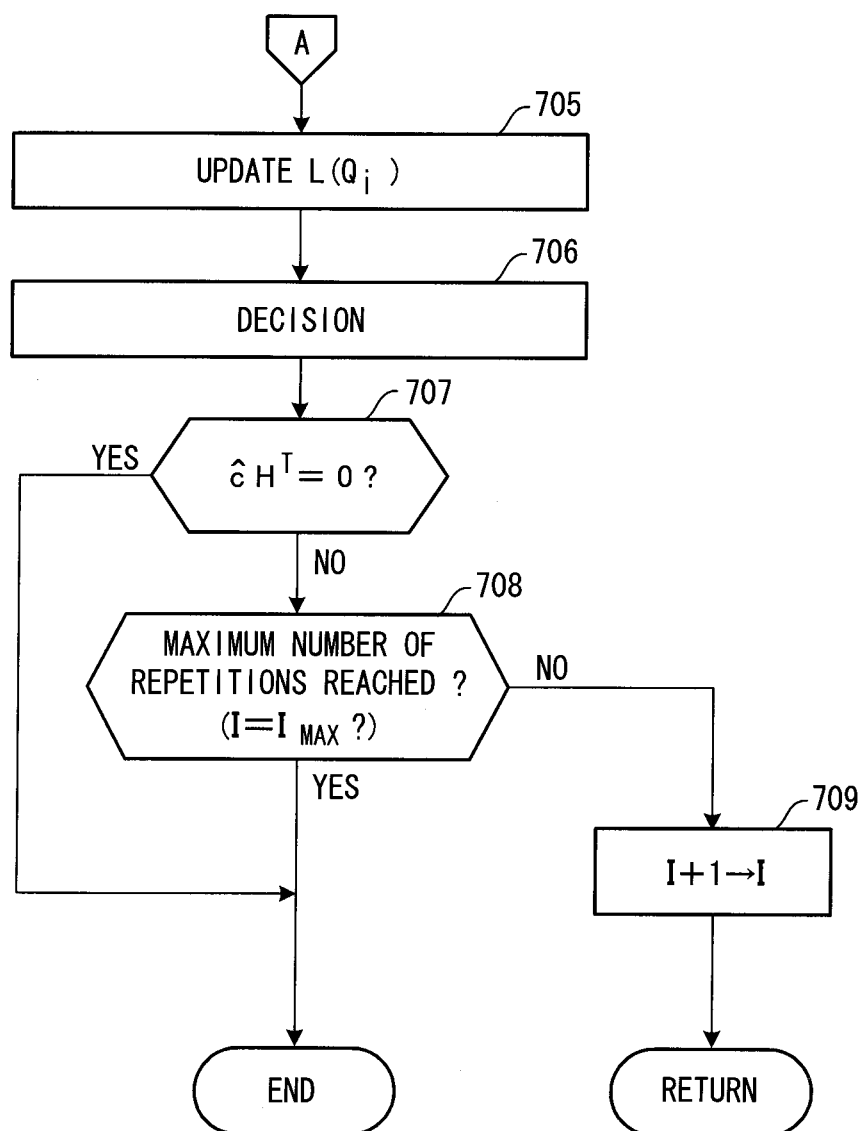 A
705
UPDATE L(Qi)
706
DECISION
707
YES
ĉHᵀ=0?
NO
708
MAXIMUM NUMBER OF
REPETITIONS REACHED ?
(I=I MAX ?)
NO
YES
709
I+1→I
END
RETURN